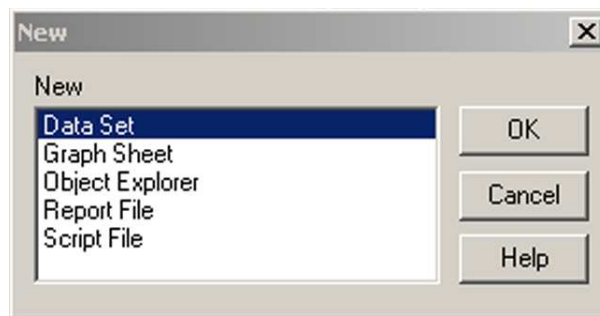 New
New
Data Set
Graph Sheet
Object Explorer
Report File
Script File
OK
Cancel
Help